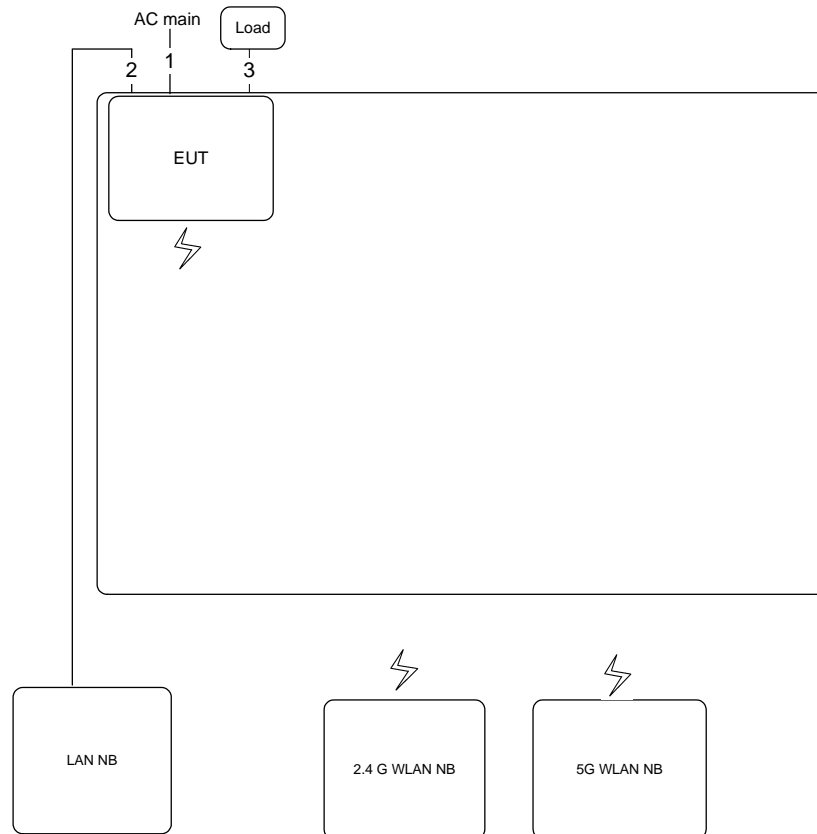 AC main
Load
2
1
3
EUT
LAN NB
2.4 G WLAN NB
5G WLAN NB